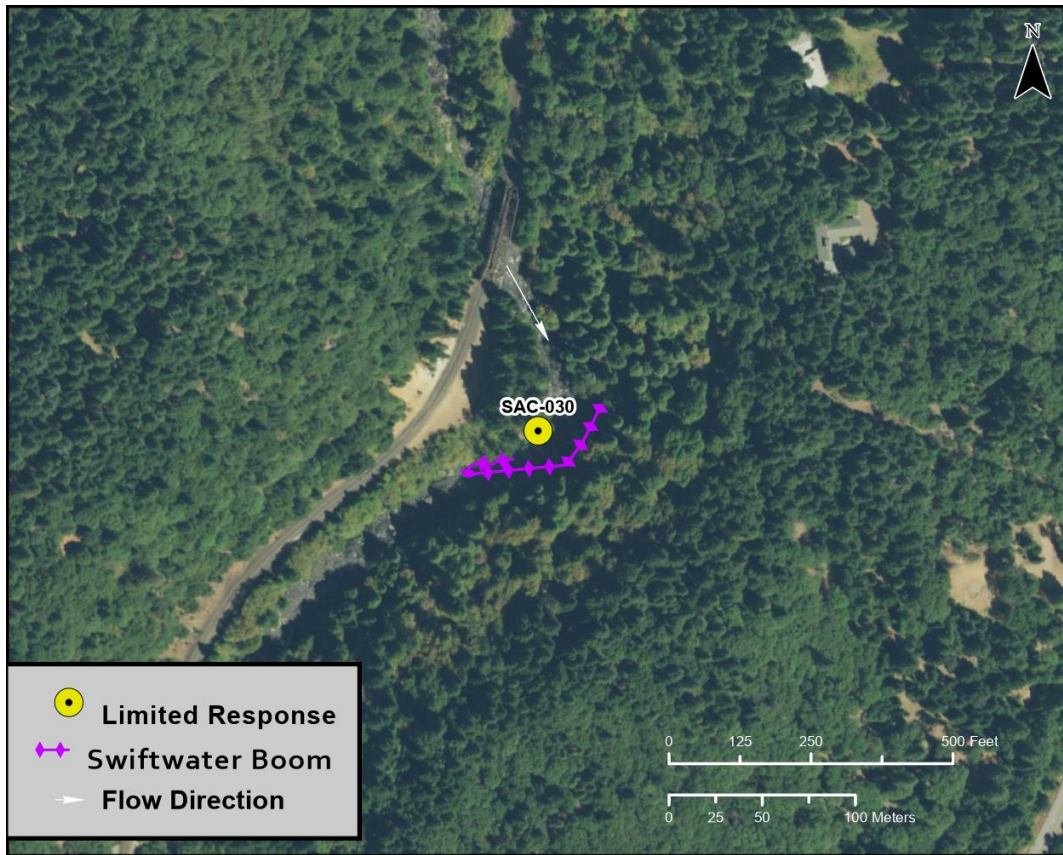 N
SAC-030
Limited Response
Swiftwater Boom
Flow Direction
0 125 250 500 Feet
0 25 50 100 Meters